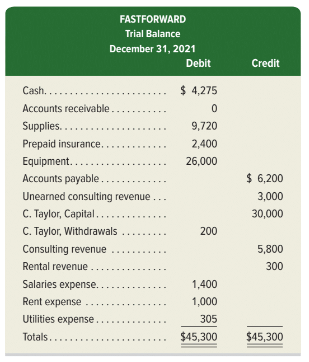 FASTFORWARD
Trial Balance
December 31, 2021
Debit Credit
Cash. . . . . . . . . . . . . . . . . . . . . . . . $ 4,275
Accounts receivable . . . . . . . . . . . 0
Supplies. . . . . . . . . . . . . . . . . . . . . 9,720
Prepaid insurance. . . . . . . . . . . . . 2,400
Equipment. . . . . . . . . . . . . . . . . . . 26,000
Accounts payable . . . . . . . . . . . . . $ 6,200
Unearned consulting revenue . . . 3,000
C. Taylor, Capital . . . . . . . . . . . . . . 30,000
C. Taylor, Withdrawals . . . . . . . . . 200
Consulting revenue . . . . . . . . . . . 5,800
Rental revenue . . . . . . . . . . . . . . . 300
Salaries expense. . . . . . . . . . . . . . 1,400
Rent expense . . . . . . . . . . . . . . . . 1,000
Utilities expense . . . . . . . . . . . . . . 305
Totals . . . . . . . . . . . . . . . . . . . . . . . $45,300 $45,300